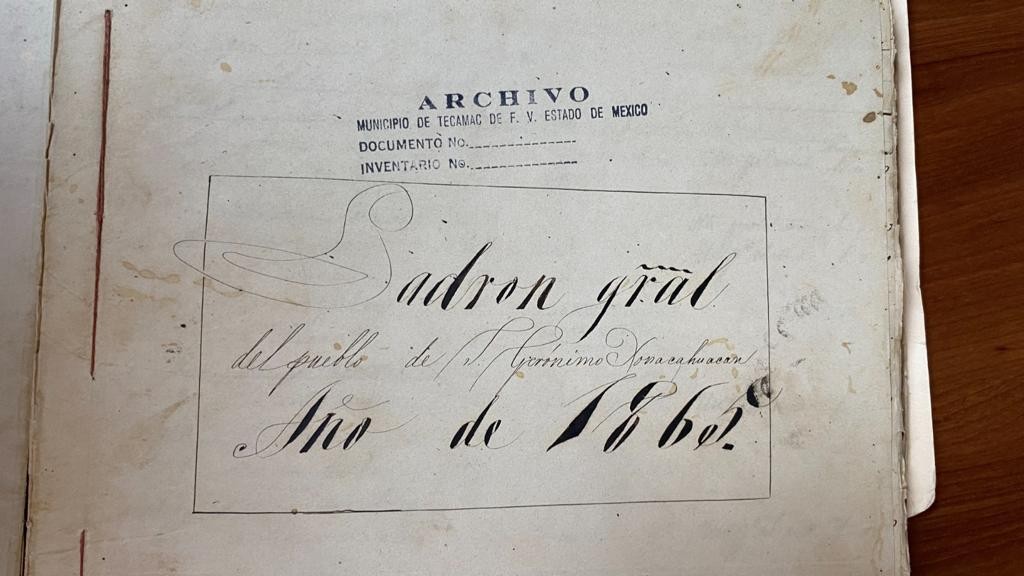 ARCHIVO
MUNICIPIO DE TECAMAC DE F. V. ESTADO DE MEXICO
DOCUMENTO No.
INVENTARIO No.
Padron gral.
del pueblo de S. Geronimo Xonacahuacan
Año de 1865.